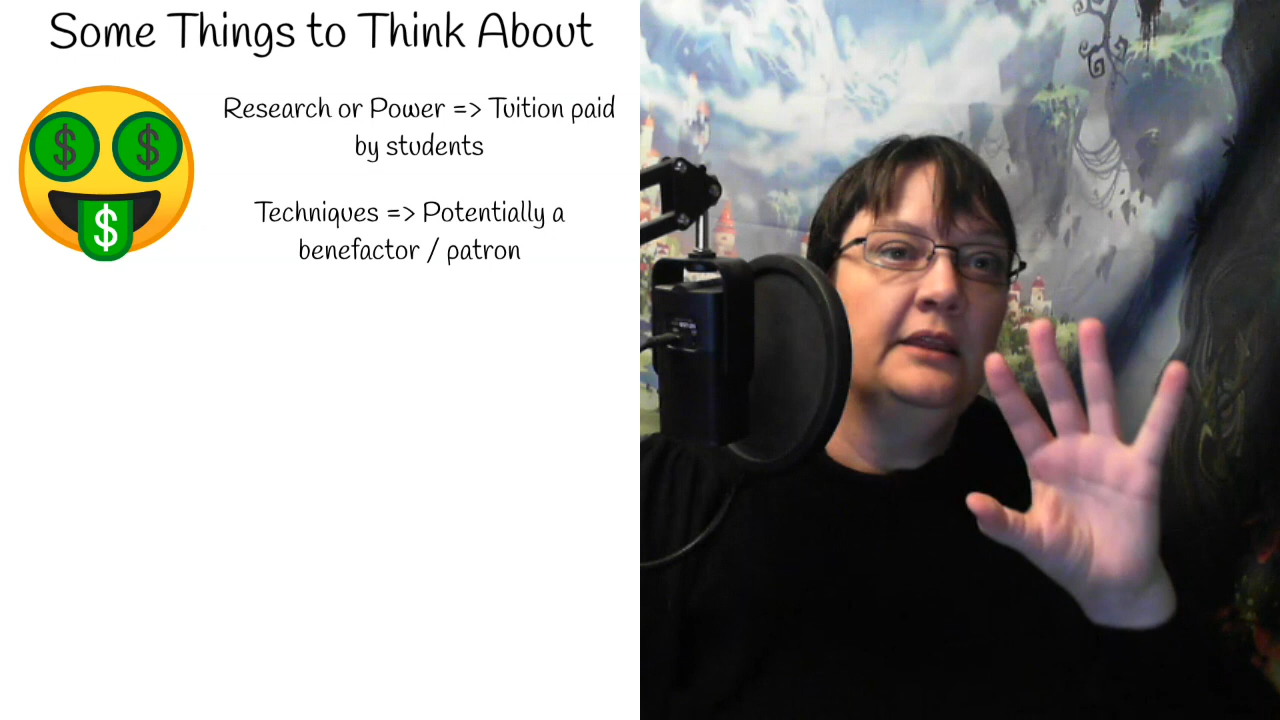 Some Things to Think About
Research or Power => Tuition paid
by students
Techniques => Potentially a
benefactor / patron
$ $
$